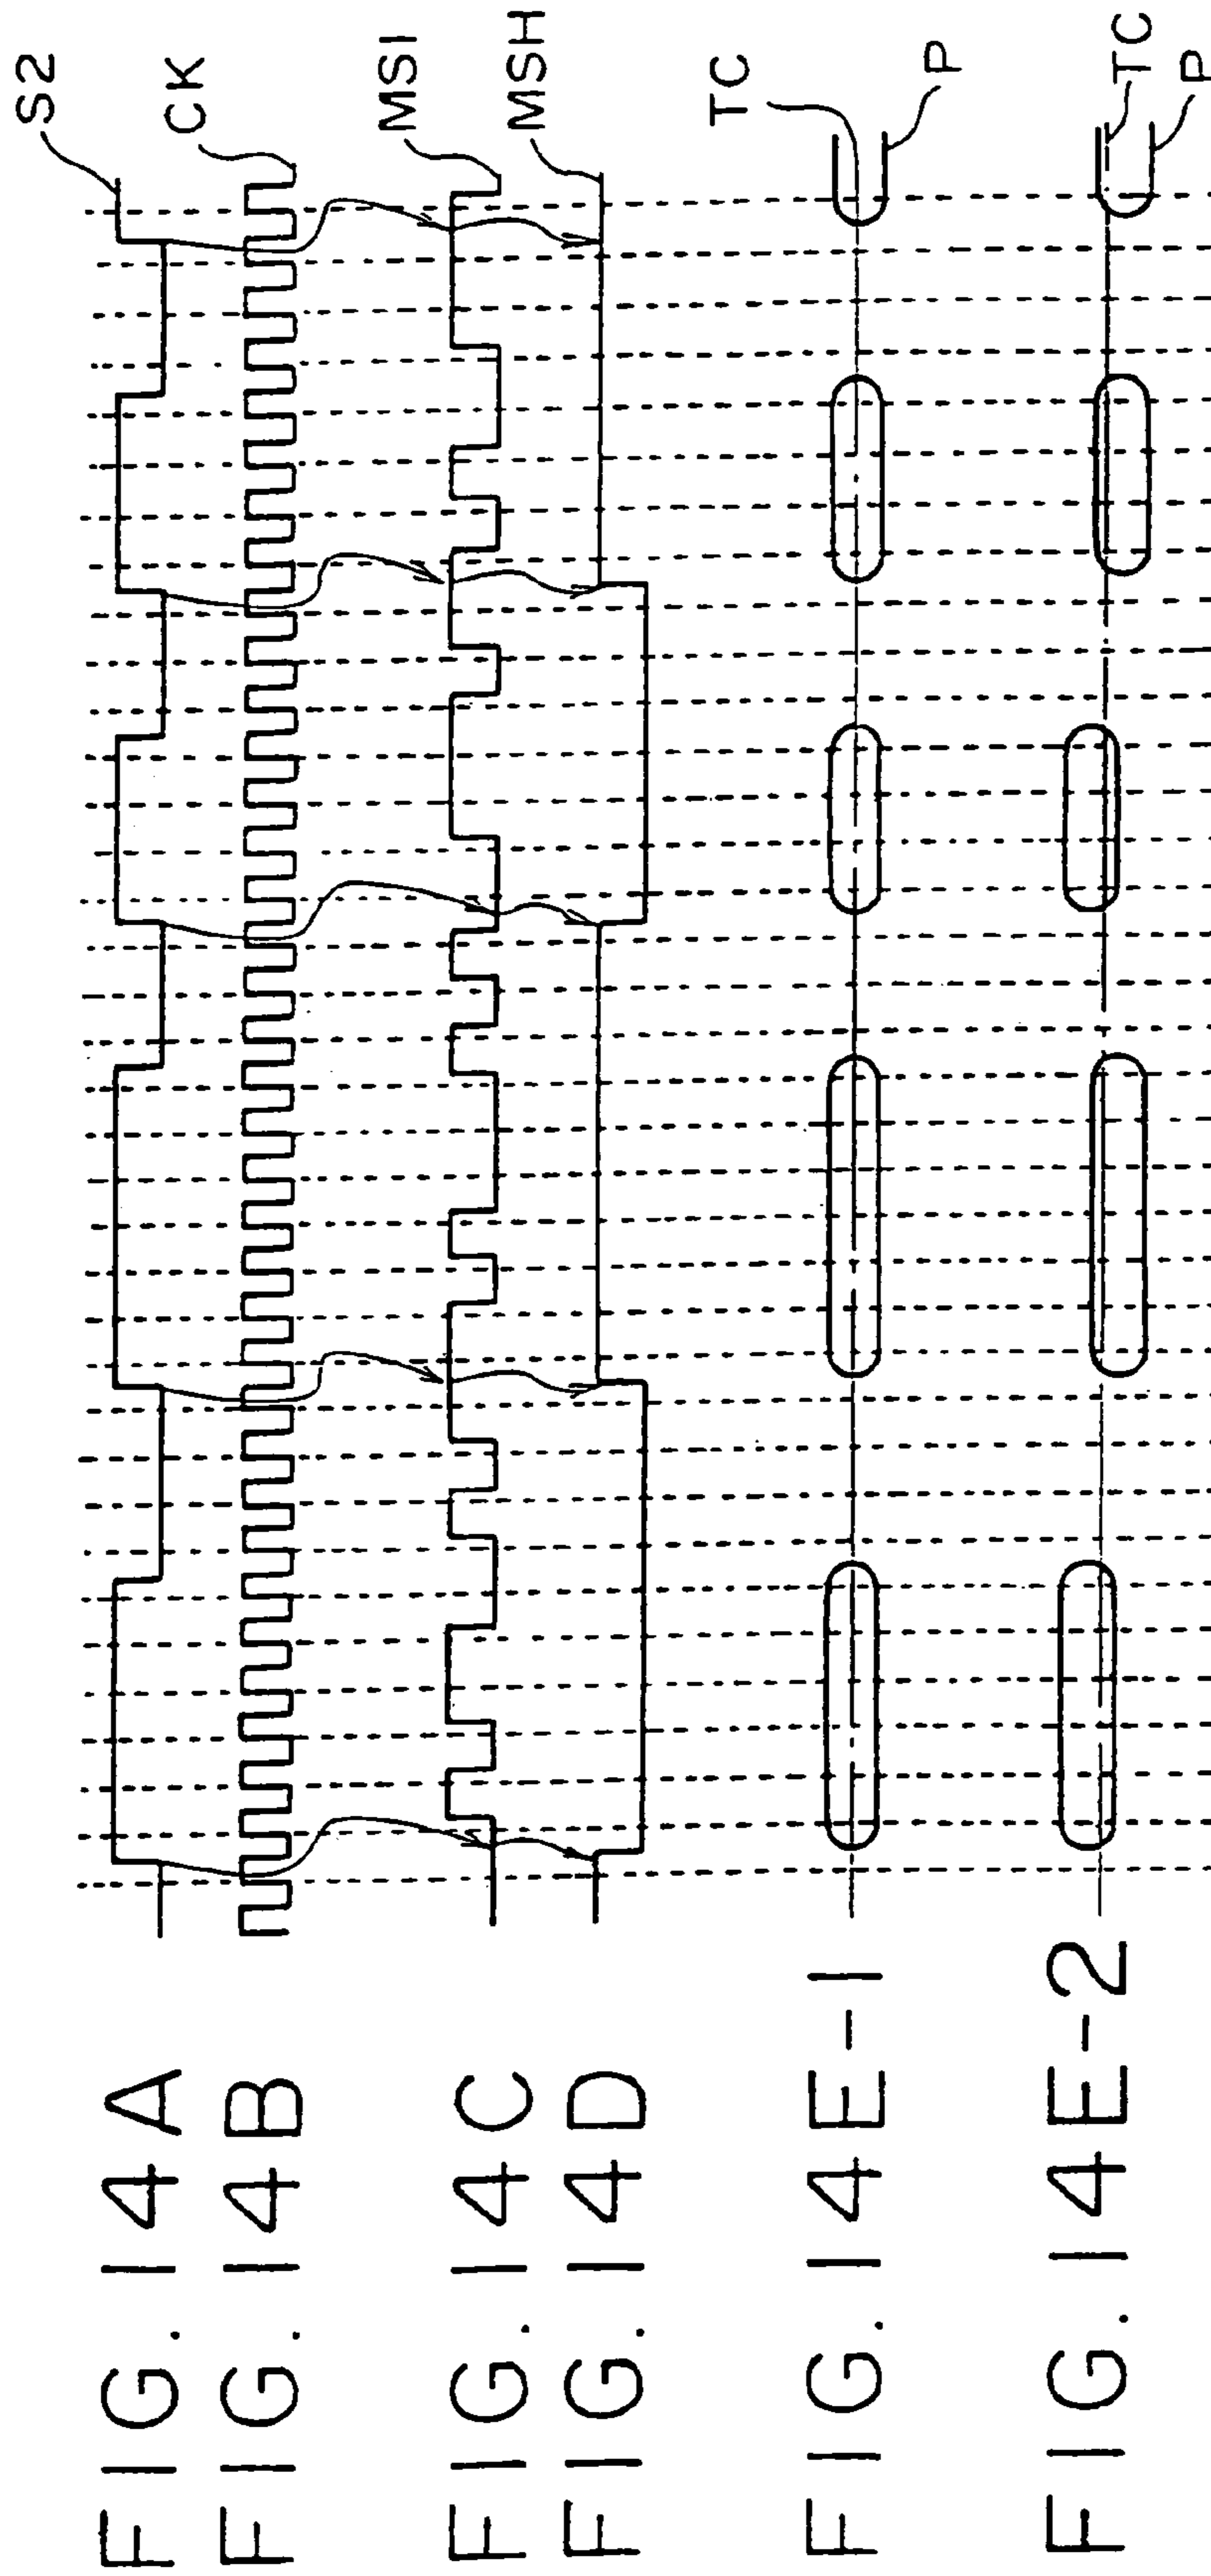 FIG. 14A
S2
FIG. 14B
CK
FIG. 14C
MS1
FIG. 14D
MSH
FIG. 14E-1
TC
P
FIG. 14E-2
TC
P